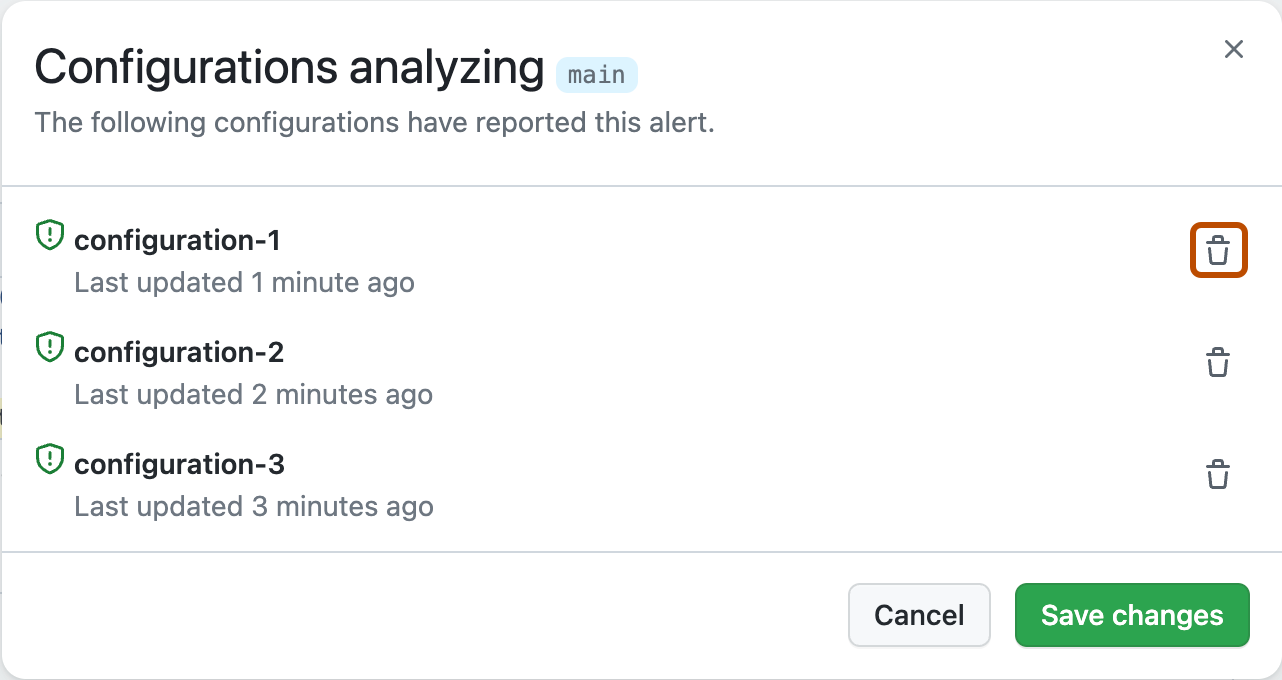 Configurations analyzing main
The following configurations have reported this alert.
configuration-1
Last updated 1 minute ago
configuration-2
Last updated 2 minutes ago
configuration-3
Last updated 3 minutes ago
Cancel Save changes